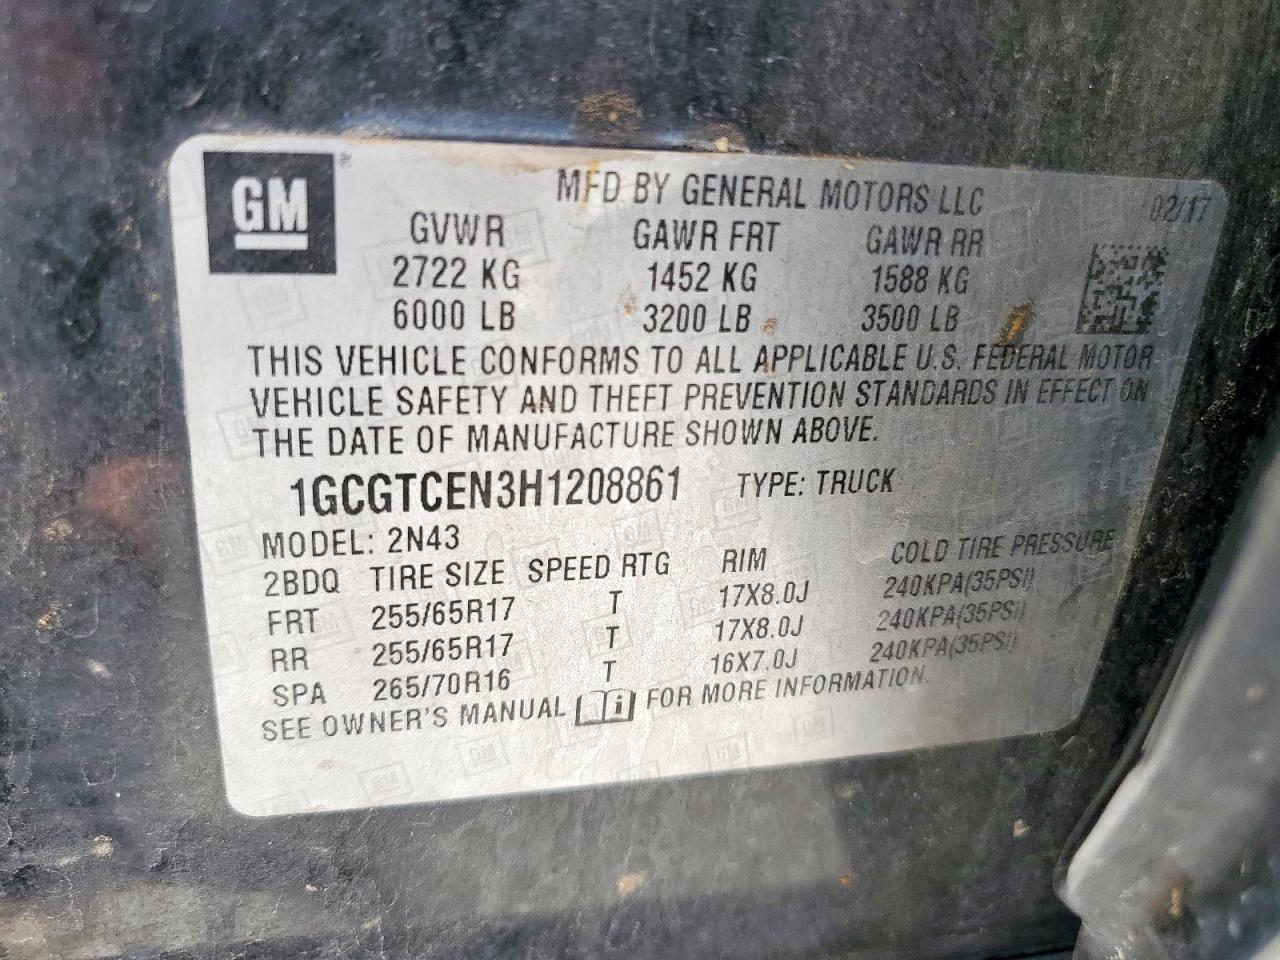 GM
MFD BY GENERAL MOTORS LLC 02/17
GVWR GAWR FRT GAWR RR
2722 KG 1452 KG 1588 KG
6000 LB 3200 LB 3500 LB
THIS VEHICLE CONFORMS TO ALL APPLICABLE U.S. FEDERAL MOTOR
VEHICLE SAFETY AND THEFT PREVENTION STANDARDS IN EFFECT ON
THE DATE OF MANUFACTURE SHOWN ABOVE.
1GCGTCEN3H1208861 TYPE: TRUCK
MODEL: 2N43
2BDQ TIRE SIZE SPEED RTG RIM COLD TIRE PRESSURE
FRT 255/65R17 T 17X8.0J 240KPA(35PSI)
RR 255/65R17 T 17X8.0J 240KPA(35PSI)
SPA 265/70R16 T 16X7.0J 240KPA(35PSI)
SEE OWNER'S MANUAL i FOR MORE INFORMATION.